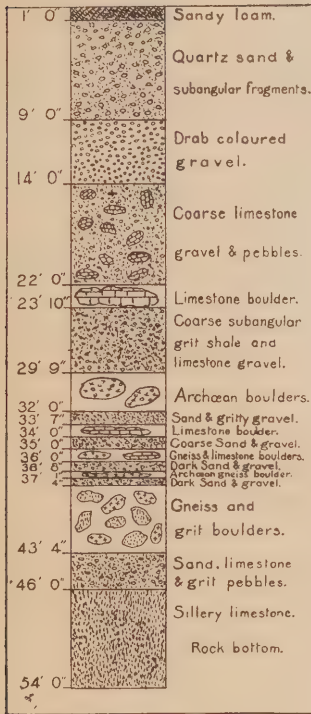 1' 0" Sandy loam.
Quartz sand &
subangular fragments.
9' 0"
Drab coloured
gravel.
14' 0"
Coarse limestone
gravel & pebbles.
22' 0"
23' 10" Limestone boulder.
Coarse subangular
grit shale and
limestone gravel.
29' 9"
Archœan boulders.
32' 0"
33' 7" Sand & gritty gravel.
34' 0" Limestone boulder.
35' 0" Coarse Sand & gravel.
36' 0" Gneiss & limestone boulders.
36' 8" Dark Sand & gravel.
37' Archœan gneiss boulder.
4" Dark Sand & gravel.
Gneiss and
grit boulders.
43' 4"
Sand, limestone
& grit pebbles.
46' 0"
Sillery limestone.
Rock bottom.
54' 0"